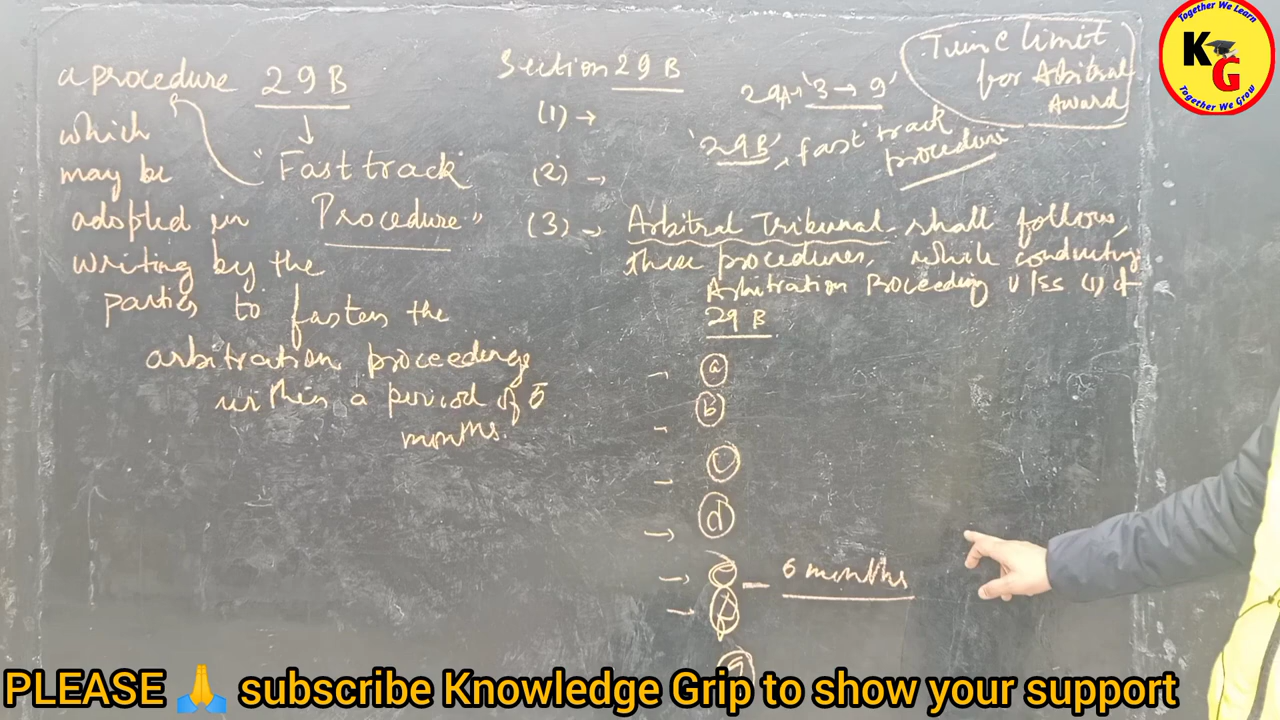 a procedure 29 B
which
may be
adopted in
writing by the
parties to fasten the
arbitration proceedings
within a period of 6
months.
↓
"Fast track
Procedure"
Section 29 B
(1) →
(2) →
(3) → Arbitral Tribunal shall follow,
these procedures, while conducting
Arbitration Proceeding U/ss (1) of
29 B
→ (a)
- (b)
- (c)
→ (d)
→ (e) - 6 months
→ (f)
(g)
29A → '3 → 9'
'29B', fast track
procedure
Time limit
for Arbitral
Award
Together We Learn
KG
Together We Grow
PLEASE 🙏 subscribe Knowledge Grip to show your support